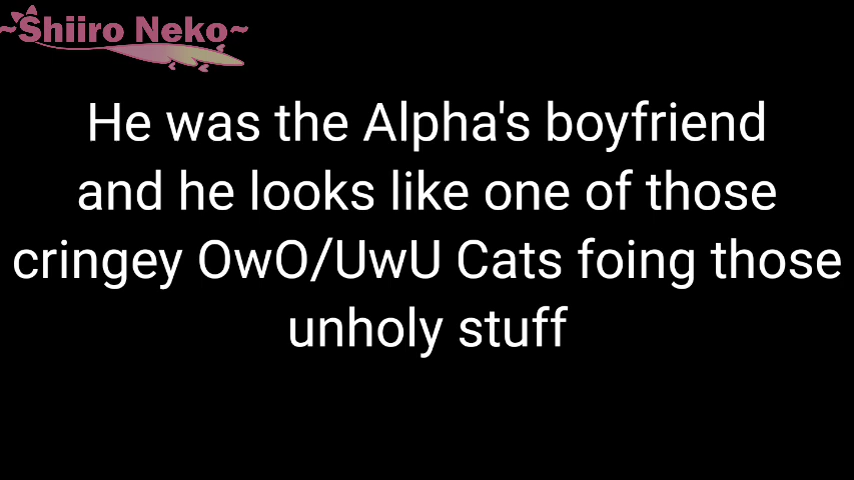 ~Shiiro Neko~
He was the Alpha's boyfriend
and he looks like one of those
cringey OwO/UwU Cats foing those
unholy stuff